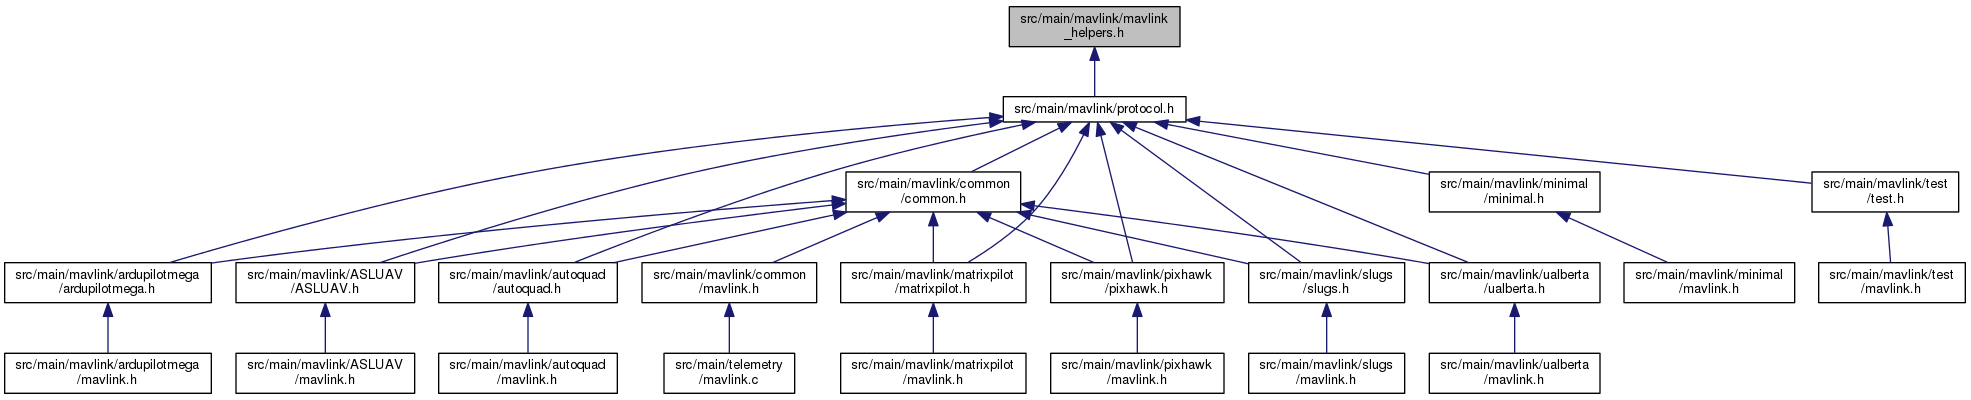 src/main/mavlink/mavlink
_helpers.h
src/main/mavlink/protocol.h
src/main/mavlink/common
/common.h
src/main/mavlink/minimal
/minimal.h
src/main/mavlink/test
/test.h
src/main/mavlink/ardupilotmega
/ardupilotmega.h
src/main/mavlink/ASLUAV
/ASLUAV.h
src/main/mavlink/autoquad
/autoquad.h
src/main/mavlink/common
/mavlink.h
src/main/mavlink/matrixpilot
/matrixpilot.h
src/main/mavlink/pixhawk
/pixhawk.h
src/main/mavlink/slugs
/slugs.h
src/main/mavlink/ualberta
/ualberta.h
src/main/mavlink/minimal
/mavlink.h
src/main/mavlink/test
/mavlink.h
src/main/mavlink/ardupilotmega
/mavlink.h
src/main/mavlink/ASLUAV
/mavlink.h
src/main/mavlink/autoquad
/mavlink.h
src/main/telemetry
/mavlink.c
src/main/mavlink/matrixpilot
/mavlink.h
src/main/mavlink/pixhawk
/mavlink.h
src/main/mavlink/slugs
/mavlink.h
src/main/mavlink/ualberta
/mavlink.h